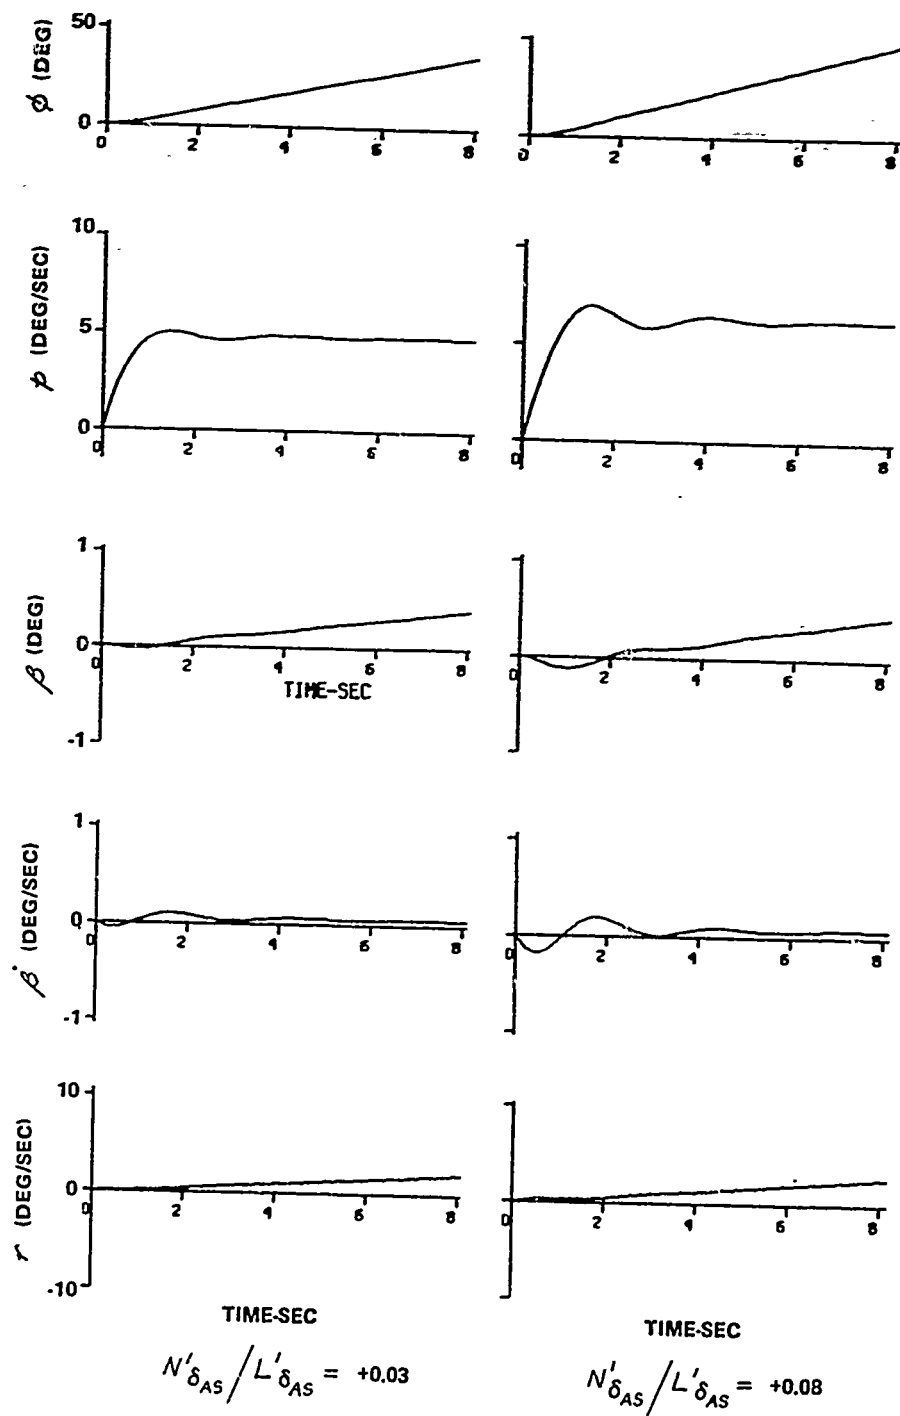 ϕ (DEG)
50
0
0 2 4 6 8
0 2 4 6 8
p (DEG/SEC)
10
5
0
0 2 4 6 8
0 2 4 6 8
β (DEG)
1
0
-1
0 2 4 6 8
TIME-SEC
0 2 4 6 8
β̇ (DEG/SEC)
1
0
-1
0 2 4 6 8
0 2 4 6 8
r (DEG/SEC)
10
0
-10
0 2 4 6 8
0 2 4 6 8
TIME-SEC
N'δAS / L'δAS = +0.03
TIME-SEC
N'δAS / L'δAS = +0.08